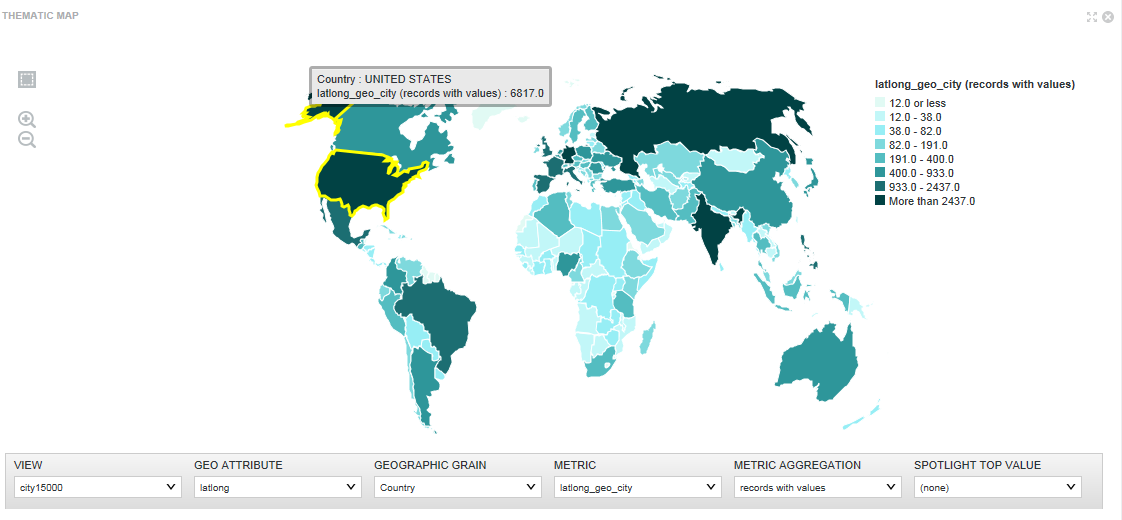 THEMATIC MAP
Country : UNITED STATES
latlong_geo_city (records with values) : 6817.0
latlong_geo_city (records with values)
12.0 or less
12.0 - 38.0
38.0 - 82.0
82.0 - 191.0
191.0 - 400.0
400.0 - 933.0
933.0 - 2437.0
More than 2437.0
VIEW GEO ATTRIBUTE GEOGRAPHIC GRAIN METRIC METRIC AGGREGATION SPOTLIGHT TOP VALUE
city15000 latlong Country latlong_geo_city records with values (none)